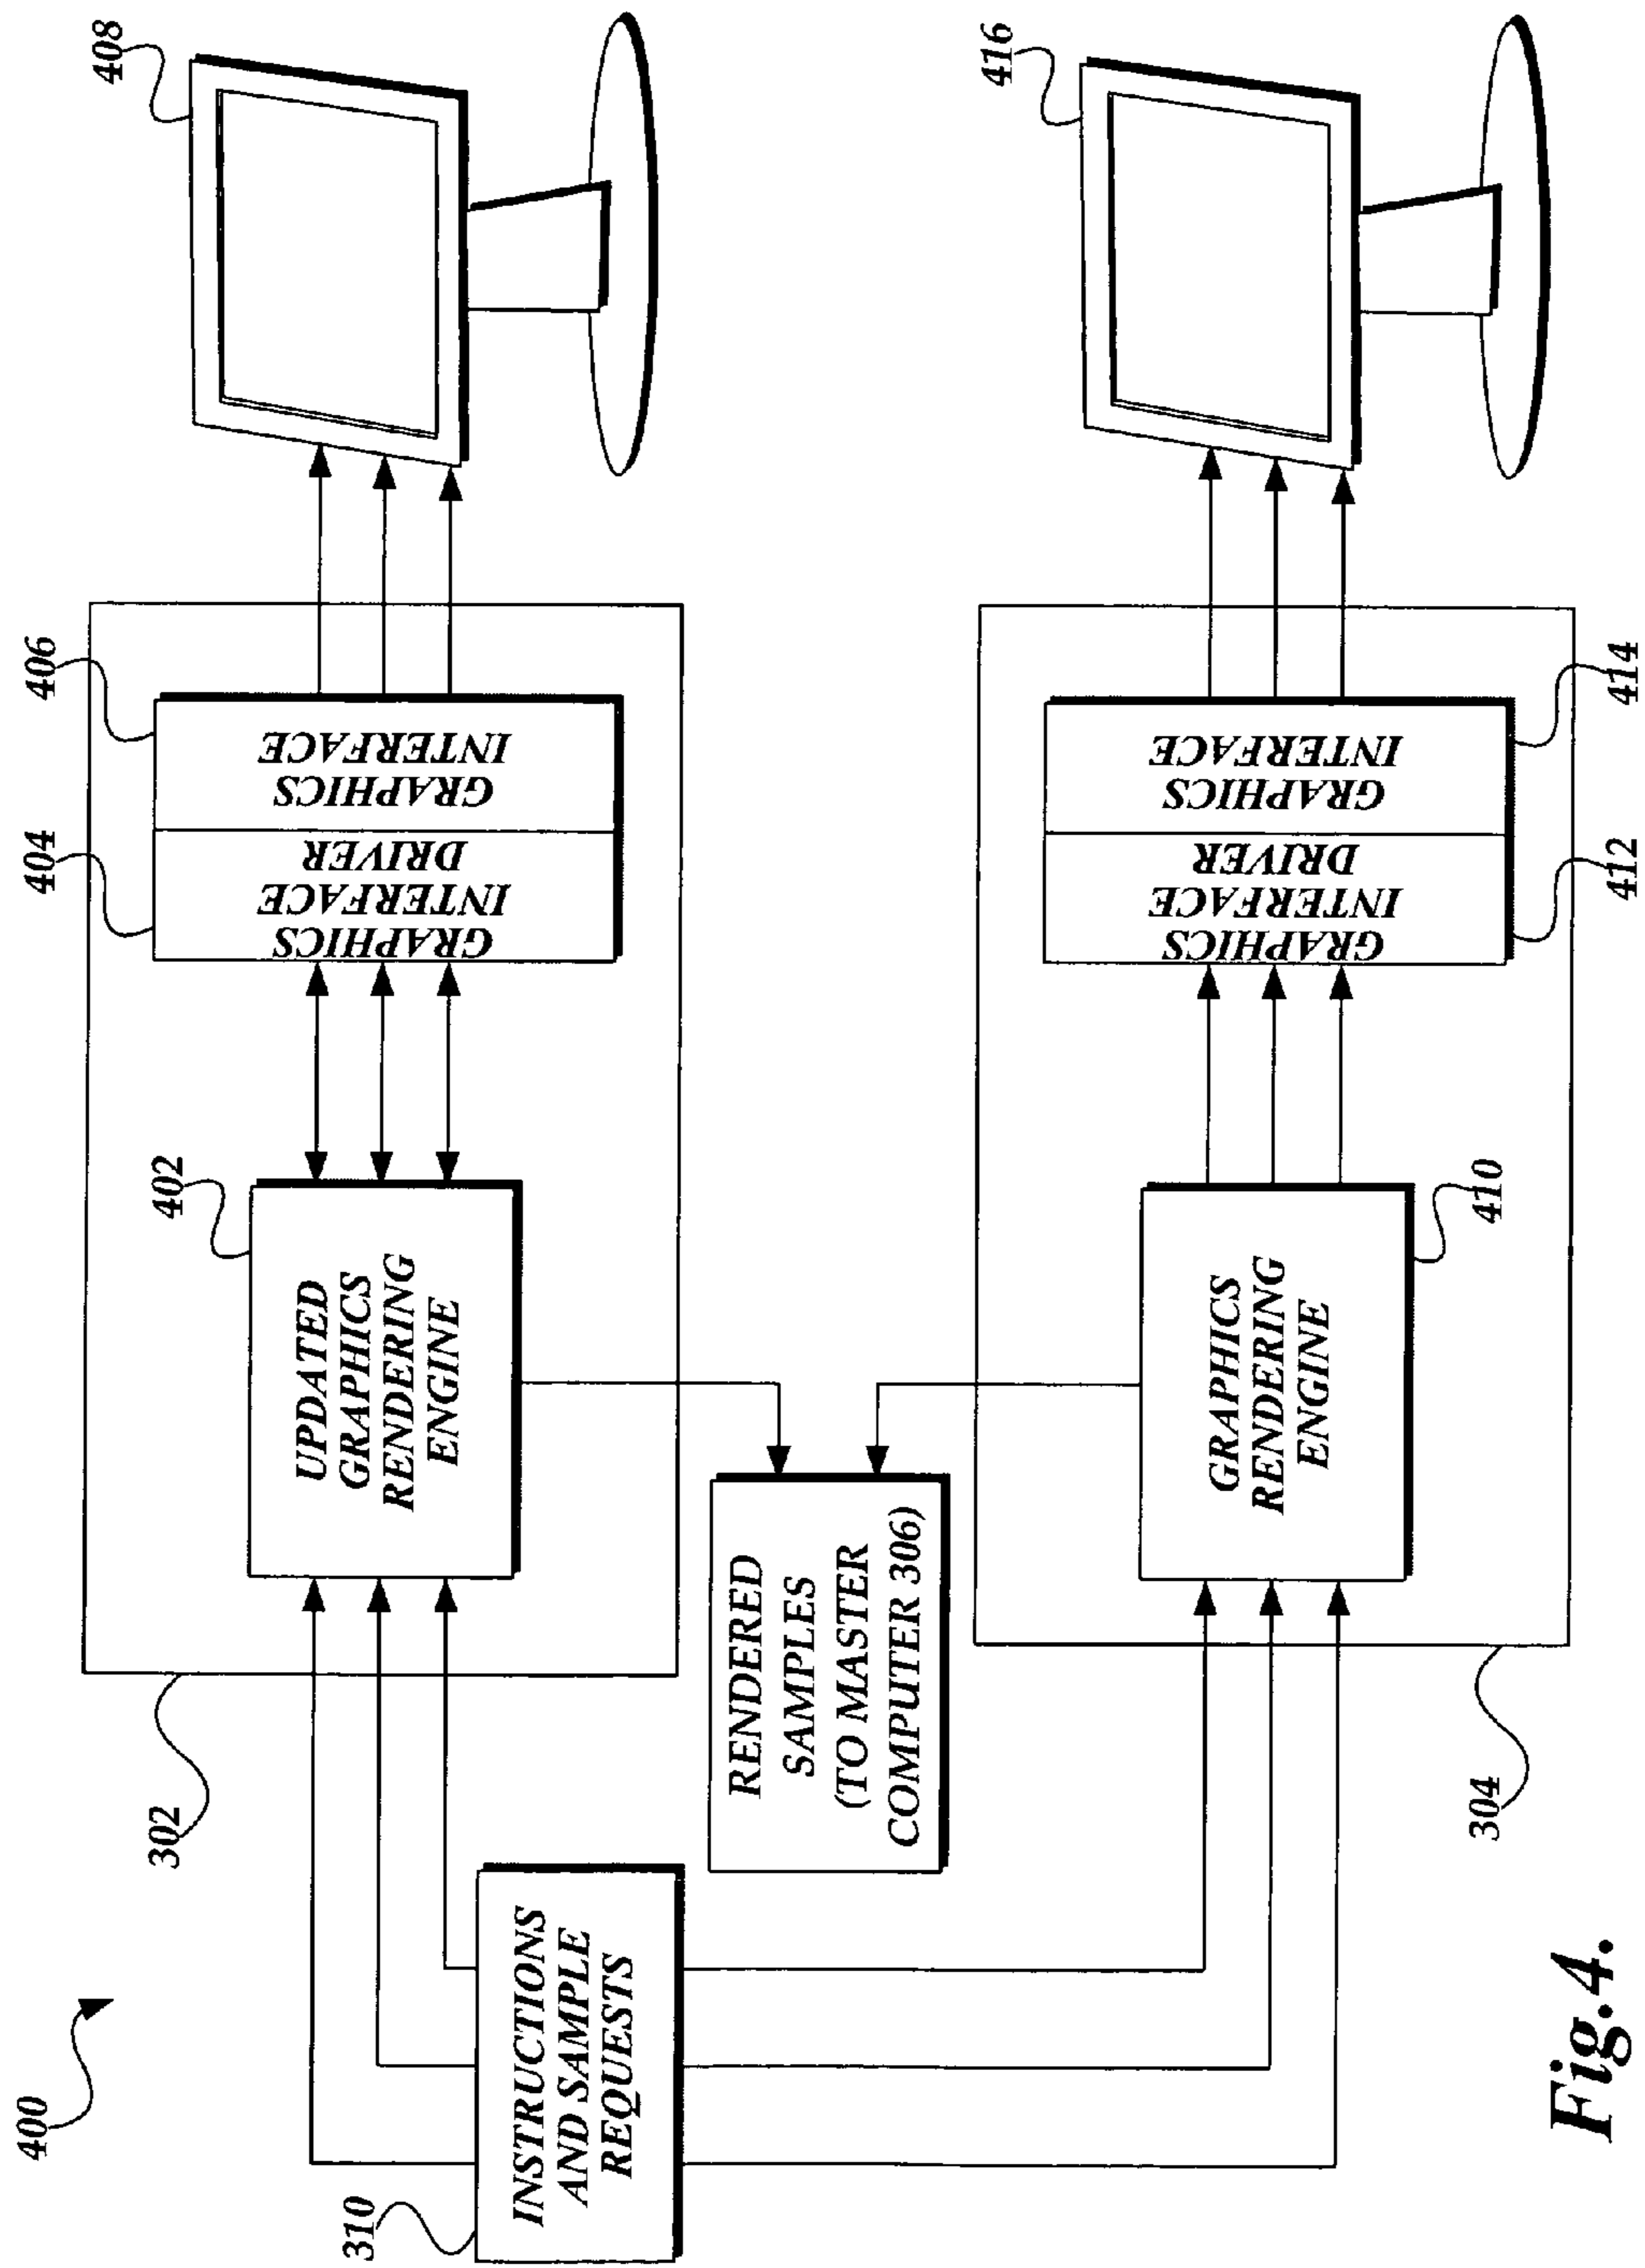 400
310
INSTRUCTIONS
AND SAMPLE
REQUESTS
302
402
UPDATED
GRAPHICS
RENDERING
ENGINE
404
GRAPHICS
INTERFACE
DRIVER
406
GRAPHICS
INTERFACE
408
RENDERED
SAMPLES
(TO MASTER
COMPUTER 306)
304
GRAPHICS
RENDERING
ENGINE
410
GRAPHICS
INTERFACE
DRIVER
412
GRAPHICS
INTERFACE
414
416
Fig.4.